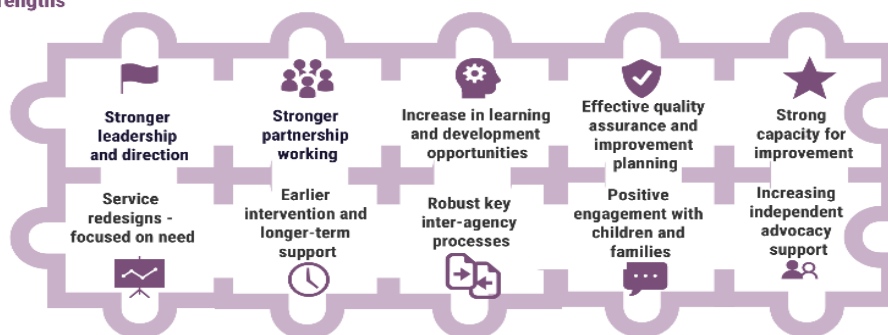 Stronger
leadership
and direction
Stronger
partnership
working
Increase in learning
and development
opportunities
Effective quality
assurance and
improvement
planning
Strong
capacity for
improvement
Service
redesigns -
focused on need
Earlier
intervention and
longer-term
support
Robust key
inter-agency
processes
Positive
engagement with
children and
families
Increasing
independent
advocacy
support